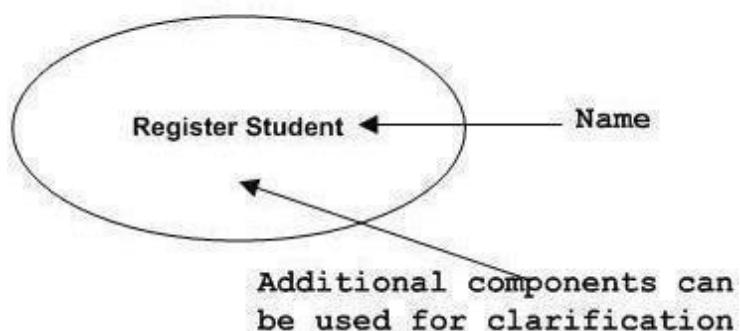 Register Student
Name
Additional components can
be used for clarification